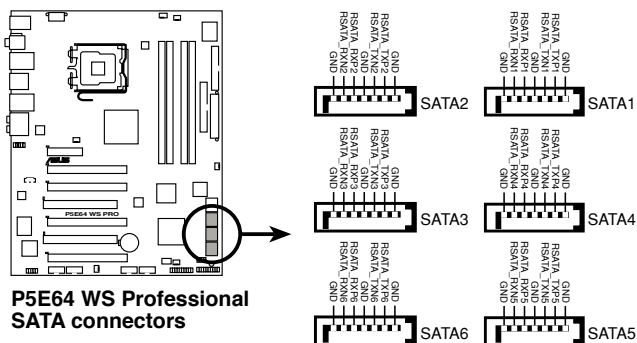 GND
RSATA_RXN2
RSATA_RXP2
GND
RSATA_TXN2
RSATA_TXP2
GND
SATA2
GND
RSATA_RXN1
RSATA_RXP1
GND
RSATA_TXN1
RSATA_TXP1
GND
SATA1
GND
RSATA_RXN3
RSATA_RXP3
GND
RSATA_TXN3
RSATA_TXP3
GND
SATA3
GND
RSATA_RXN4
RSATA_RXP4
GND
RSATA_TXN4
RSATA_TXP4
GND
SATA4
GND
RSATA_RXN6
RSATA_RXP6
GND
RSATA_TXN6
RSATA_TXP6
GND
SATA6
GND
RSATA_RXN5
RSATA_RXP5
GND
RSATA_TXN5
RSATA_TXP5
GND
SATA5
ASUS
P5E64 WS PRO
P5E64 WS Professional
SATA connectors